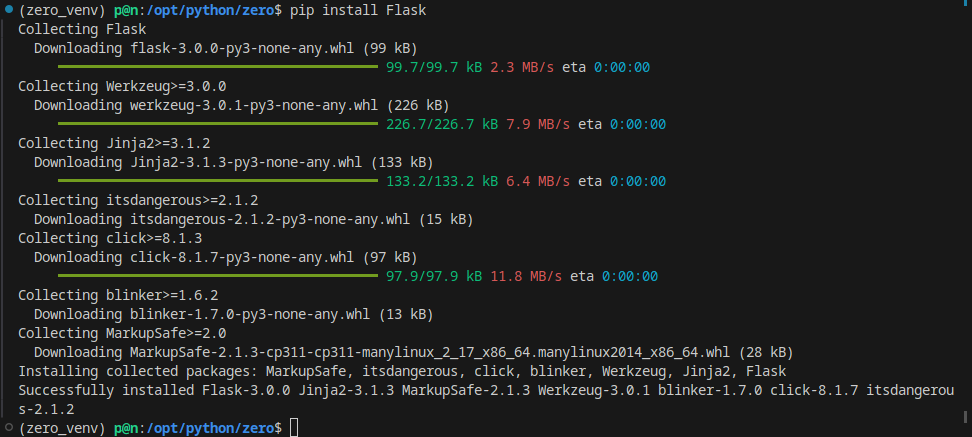 (zero_venv) p@n:/opt/python/zero$ pip install Flask
Collecting Flask
  Downloading flask-3.0.0-py3-none-any.whl (99 kB)
     99.7/99.7 kB 2.3 MB/s eta 0:00:00
Collecting Werkzeug>=3.0.0
  Downloading werkzeug-3.0.1-py3-none-any.whl (226 kB)
     226.7/226.7 kB 7.9 MB/s eta 0:00:00
Collecting Jinja2>=3.1.2
  Downloading Jinja2-3.1.3-py3-none-any.whl (133 kB)
     133.2/133.2 kB 6.4 MB/s eta 0:00:00
Collecting itsdangerous>=2.1.2
  Downloading itsdangerous-2.1.2-py3-none-any.whl (15 kB)
Collecting click>=8.1.3
  Downloading click-8.1.7-py3-none-any.whl (97 kB)
     97.9/97.9 kB 11.8 MB/s eta 0:00:00
Collecting blinker>=1.6.2
  Downloading blinker-1.7.0-py3-none-any.whl (13 kB)
Collecting MarkupSafe>=2.0
  Downloading MarkupSafe-2.1.3-cp311-cp311-manylinux_2_17_x86_64.manylinux2014_x86_64.whl (28 kB)
Installing collected packages: MarkupSafe, itsdangerous, click, blinker, Werkzeug, Jinja2, Flask
Successfully installed Flask-3.0.0 Jinja2-3.1.3 MarkupSafe-2.1.3 Werkzeug-3.0.1 blinker-1.7.0 click-8.1.7 itsdangerou
s-2.1.2
(zero_venv) p@n:/opt/python/zero$